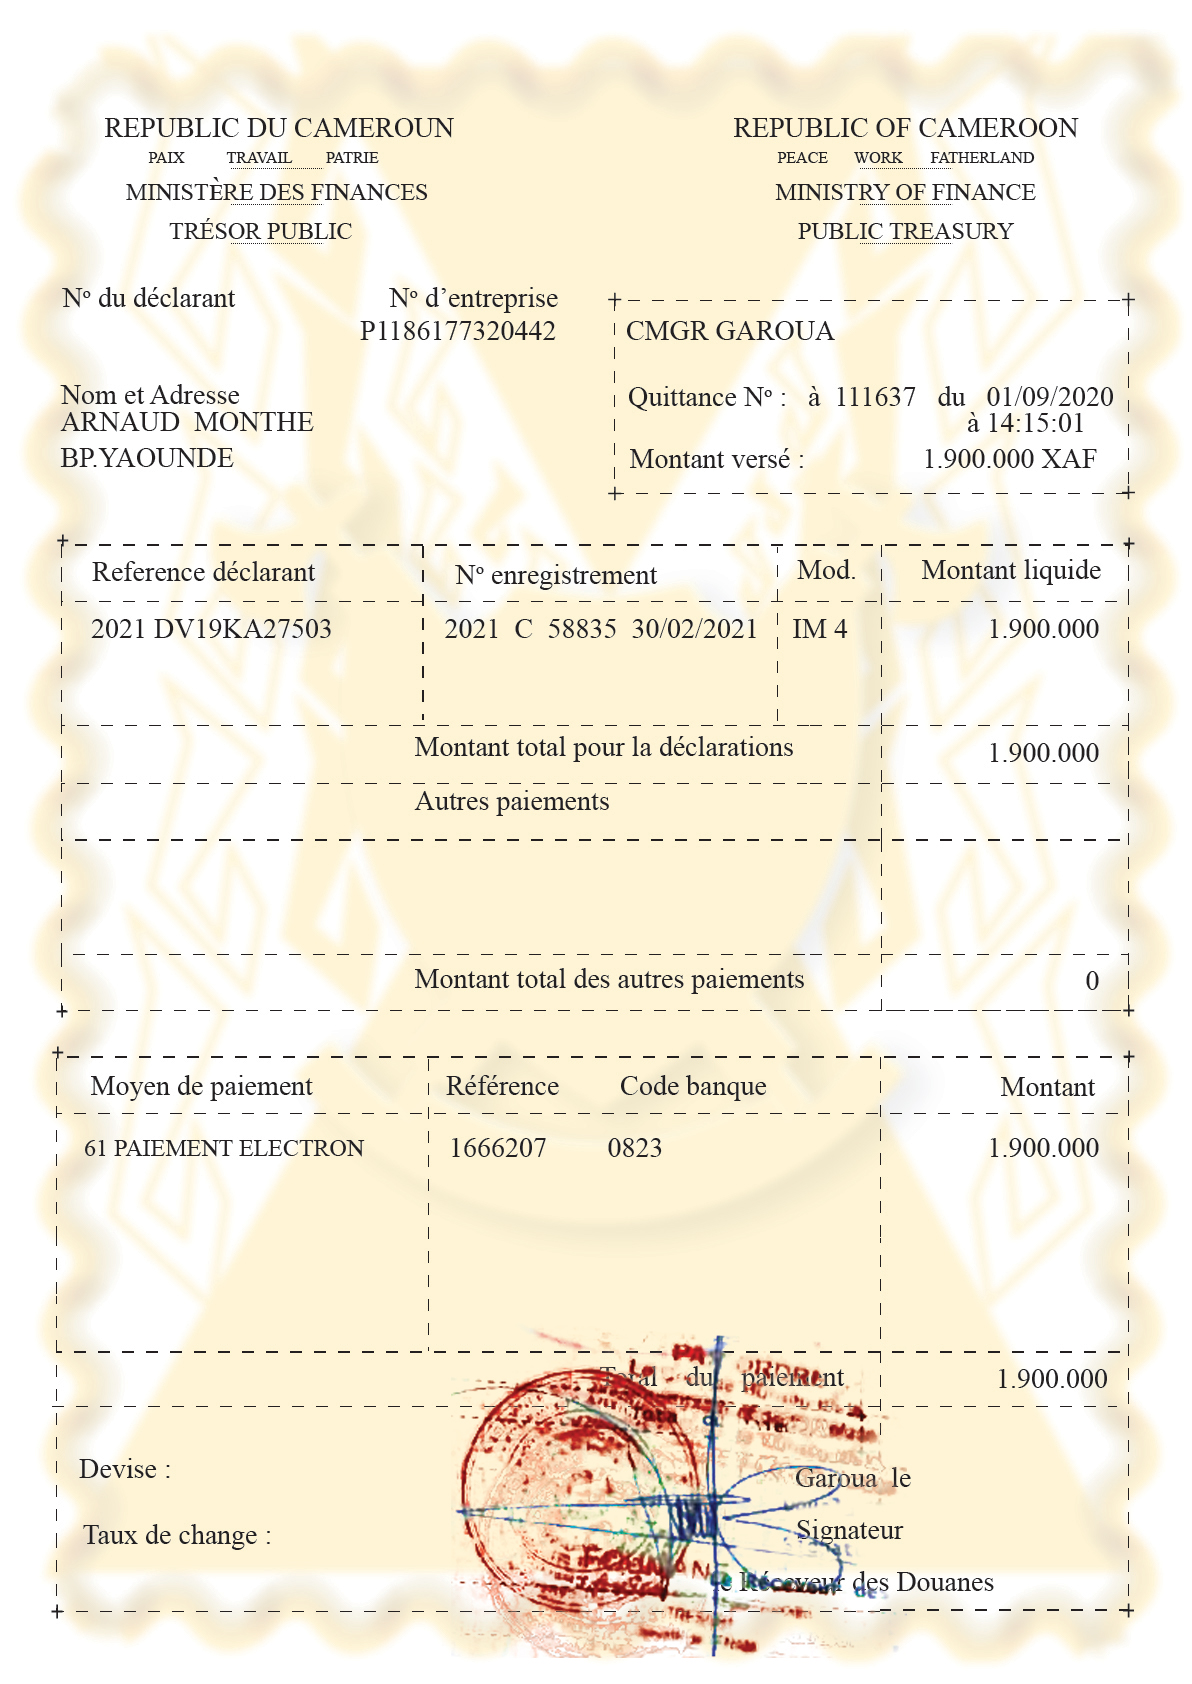 REPUBLIC DU CAMEROUN
PAIX TRAVAIL PATRIE
MINISTÈRE DES FINANCES
TRÉSOR PUBLIC
REPUBLIC OF CAMEROON
PEACE WORK FATHERLAND
MINISTRY OF FINANCE
PUBLIC TREASURY
Nº du déclarant Nº d’entreprise
P1186177320442
Nom et Adresse
ARNAUD MONTHE
BP.YAOUNDE
CMGR GAROUA
Quittance Nº : à 111637 du 01/09/2020
à 14:15:01
Montant versé : 1.900.000 XAF
Reference déclarant Nº enregistrement Mod. Montant liquide
2021 DV19KA27503 2021 C 58835 30/02/2021 IM 4 1.900.000
Montant total pour la déclarations 1.900.000
Autres paiements
Montant total des autres paiements 0
Moyen de paiement Référence Code banque Montant
61 PAIEMENT ELECTRON 1666207 0823 1.900.000
Total du paiement 1.900.000
Devise :
Garoua le
Taux de change :
Signateur
le Réceveur des Douanes